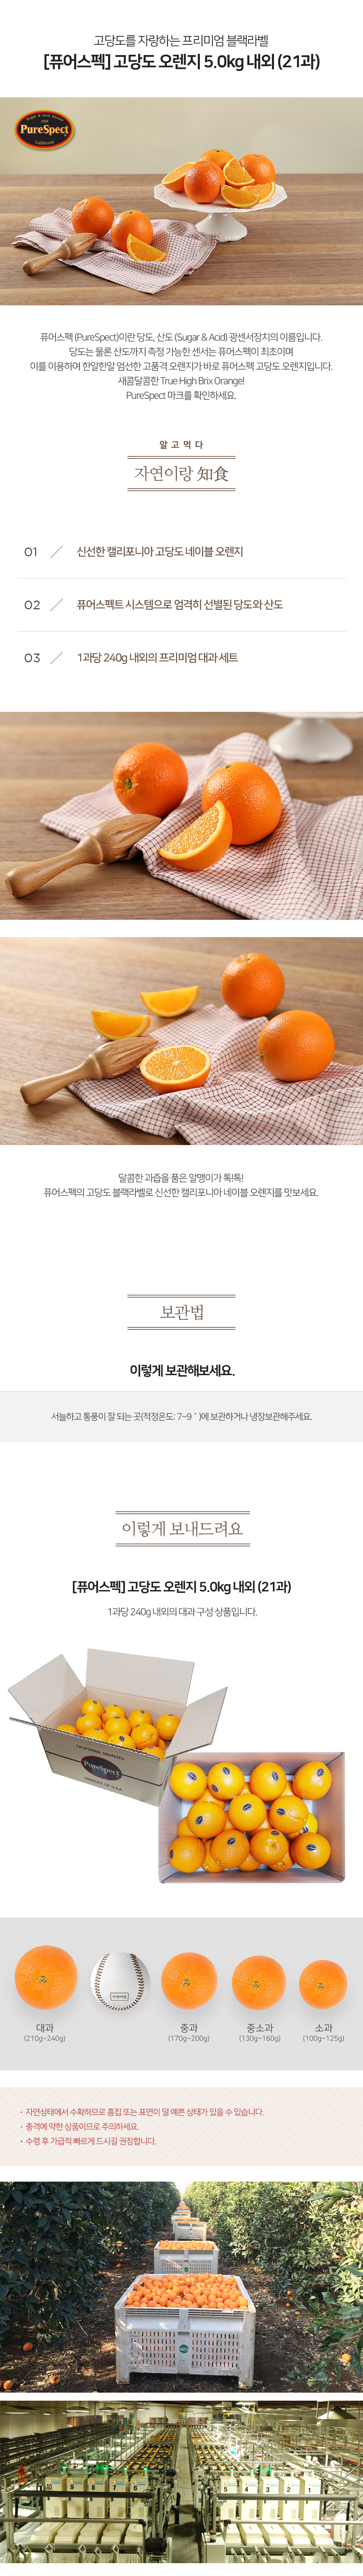 고당도를 자랑하는 프리미엄 블랙라벨
[퓨어스펙] 고당도 오렌지 5.0kg 내외 (21과)
USA
PureSpect
California
퓨어스펙 (PureSpect)이란 당도, 산도 (Sugar & Acid) 광센서장치의 이름입니다.
당도는 물론 산도까지 측정 가능한 센서는 퓨어스펙이 최초이며
이를 이용하여 한알한알 엄선한 고품격 오렌지가 바로 퓨어스펙 고당도 오렌지입니다.
새콤달콤한 True High Brix Orange!
PureSpect 마크를 확인하세요.
알고먹다
자연이랑 知食
01 / 신선한 캘리포니아 고당도 네이블 오렌지
02 / 퓨어스펙트 시스템으로 엄격히 선별된 당도와 산도
03 / 1과당 240g 내외의 프리미엄 대과 세트
달콤한 과즙을 품은 알맹이가 톡!톡!
퓨어스펙의 고당도 블랙라벨로 신선한 캘리포니아 네이블 오렌지를 맛보세요.
보관법
이렇게 보관해보세요.
서늘하고 통풍이 잘 되는 곳(적정온도: 7~9˚)에 보관하거나 냉장보관해주세요.
이렇게 보내드려요
[퓨어스펙] 고당도 오렌지 5.0kg 내외 (21과)
1과당 240g 내외의 대과 구성 상품입니다.
CALIFORNIA ORANGES
PureSpect
PRODUCT OF U.S.A.
대과
(210g~240g)
중과
(170g~200g)
중소과
(130g~160g)
소과
(100g~125g)
• 자연상태에서 수확하므로 흠집 또는 표면이 덜 예쁜 상태가 있을 수 있습니다.
• 충격에 약한 상품이므로 주의하세요.
• 수령 후 가급적 빠르게 드시길 권장합니다.
10 9 8 7 6 5 4 3 2